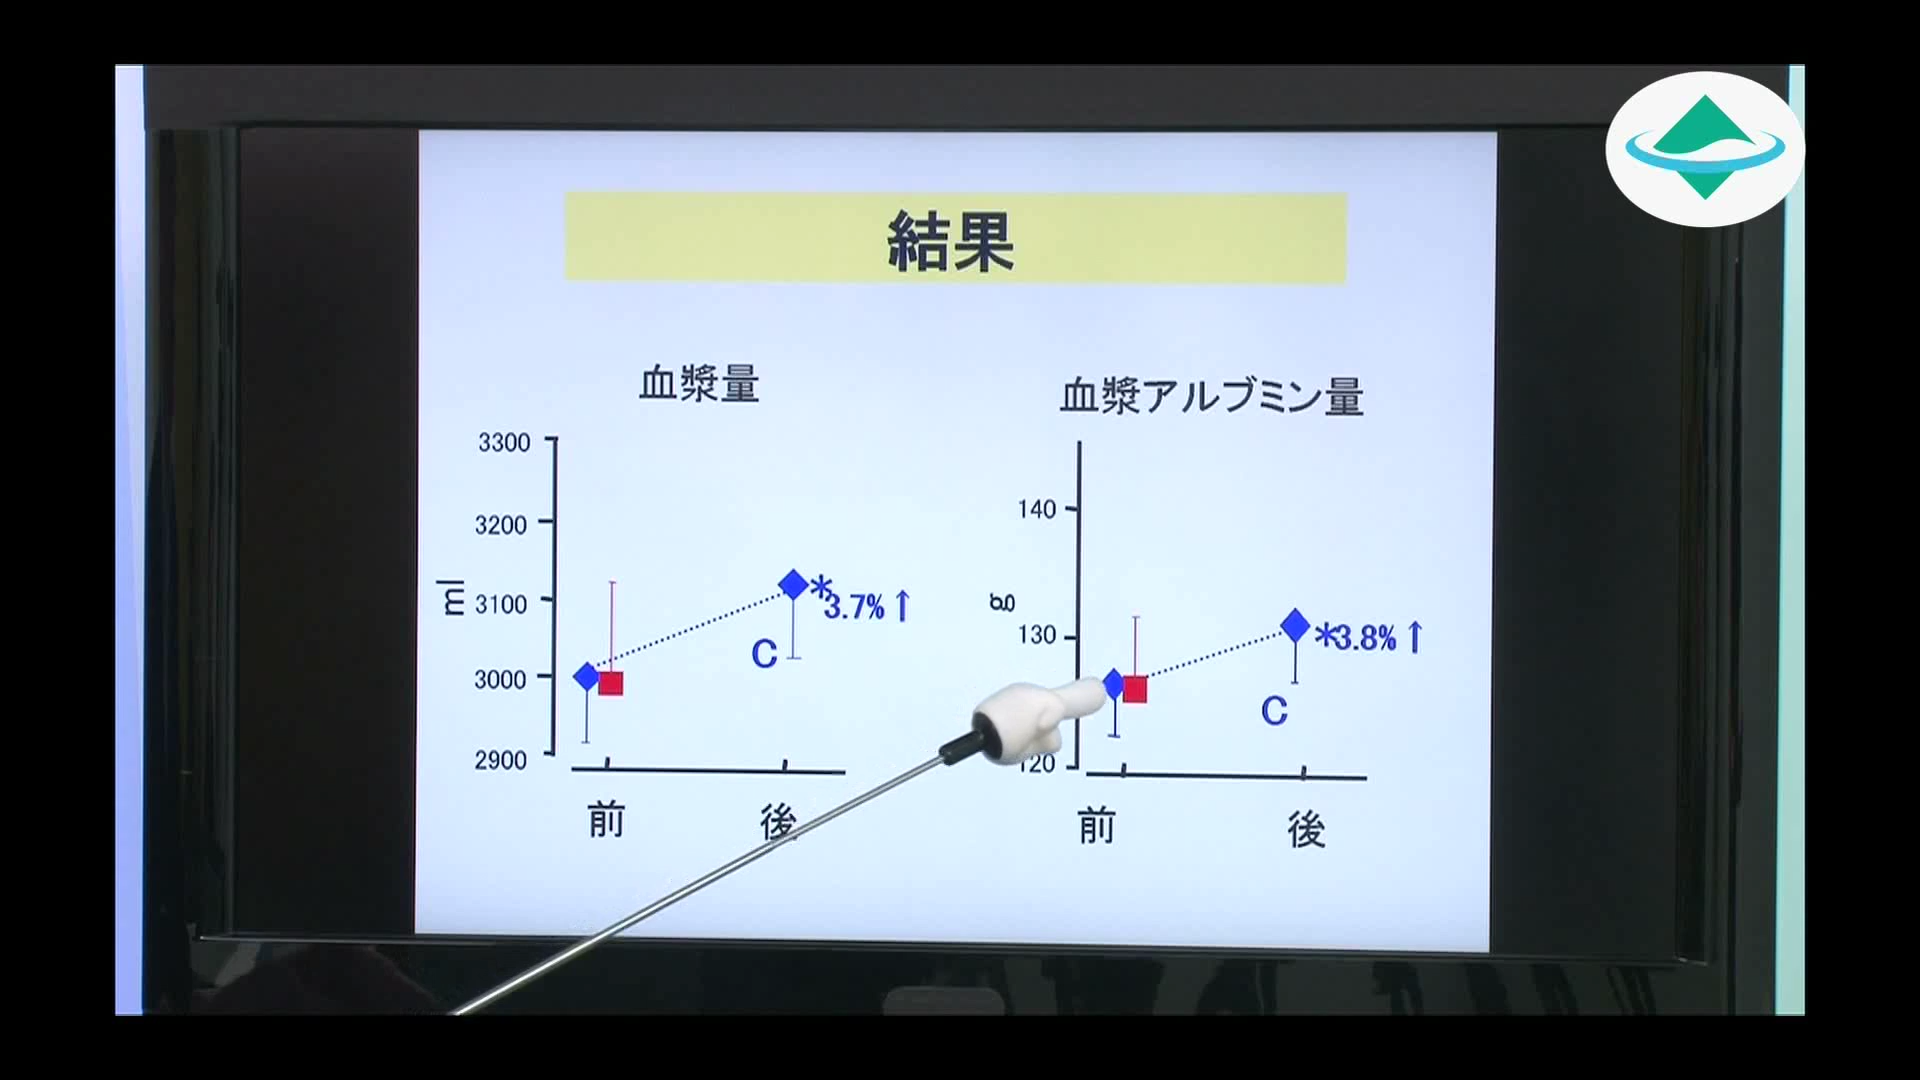 結果
血漿量
3300
3200
ml
3100
3000
2900
*3.7%↑
C
前
後
血漿アルブミン量
140
g
130
120
*3.8%↑
C
前
後